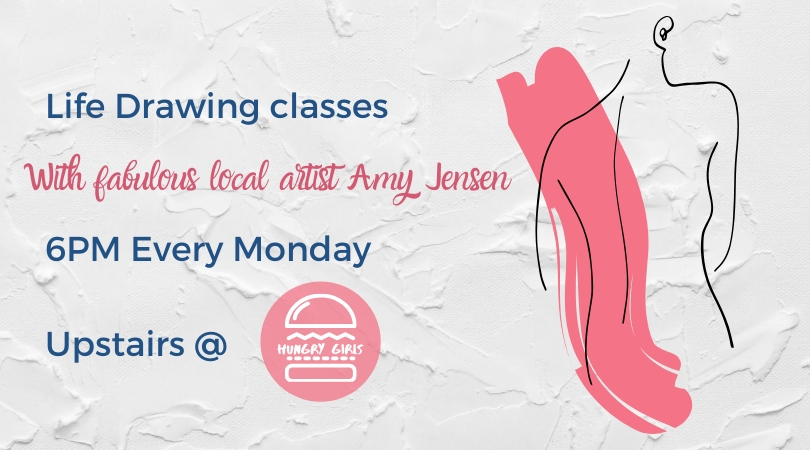 Life Drawing classes
With fabulous local artist Amy Jensen
6PM Every Monday
Upstairs @
HUNGRY GIRLS